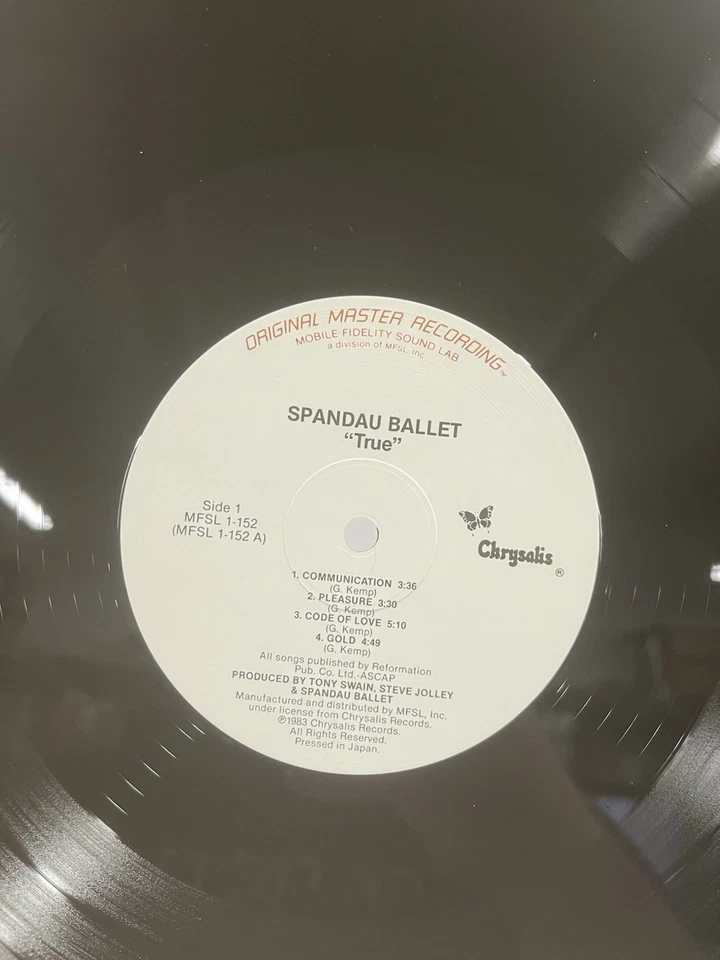 ORIGINAL MASTER RECORDING™
MOBILE FIDELITY SOUND LAB
a division of MFSL, Inc.
SPANDAU BALLET
“True”
Side 1
MFSL 1-152
(MFSL 1-152 A)
Chrysalis®
1. COMMUNICATION 3:36
(G. Kemp)
2. PLEASURE 3:30
(G. Kemp)
3. CODE OF LOVE 5:10
(G. Kemp)
4. GOLD 4:49
(G. Kemp)
All songs published by Reformation
Pub. Co. Ltd.-ASCAP
PRODUCED BY TONY SWAIN, STEVE JOLLEY
& SPANDAU BALLET
Manufactured and distributed by MFSL, Inc.
under license from Chrysalis Records.
℗1983 Chrysalis Records.
All Rights Reserved.
Pressed in Japan.